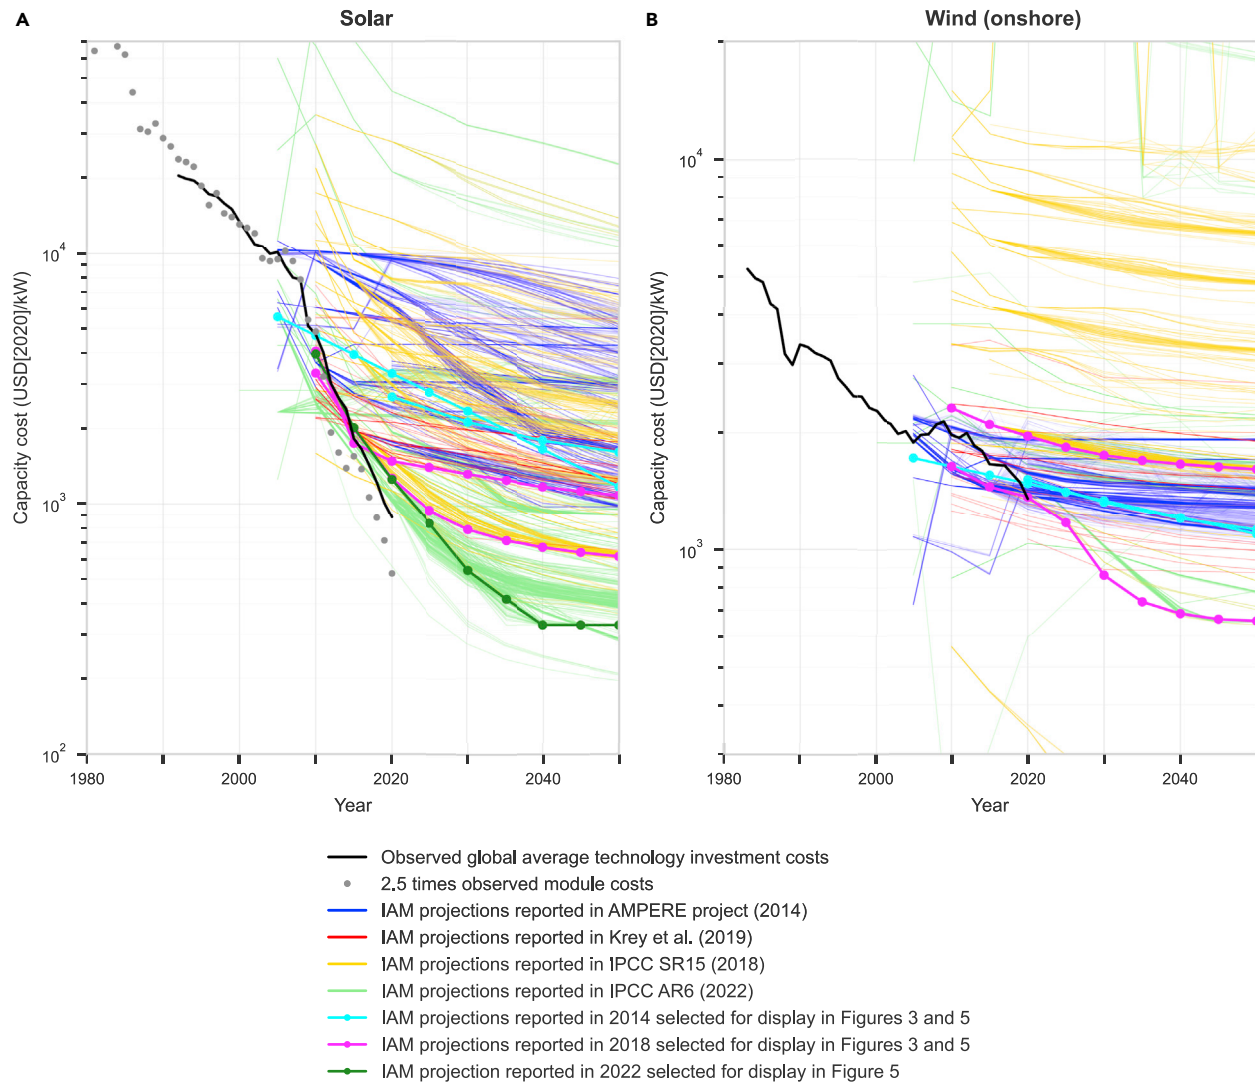 A
Solar
B
Wind (onshore)
Capacity cost (USD[2020]/kW)
10^4
10^3
10^2
1980
2000
2020
2040
Year
Capacity cost (USD[2020]/kW)
10^4
10^3
1980
2000
2020
2040
Year
Observed global average technology investment costs
2.5 times observed module costs
IAM projections reported in AMPERE project (2014)
IAM projections reported in Krey et al. (2019)
IAM projections reported in IPCC SR15 (2018)
IAM projections reported in IPCC AR6 (2022)
IAM projections reported in 2014 selected for display in Figures 3 and 5
IAM projections reported in 2018 selected for display in Figures 3 and 5
IAM projection reported in 2022 selected for display in Figure 5